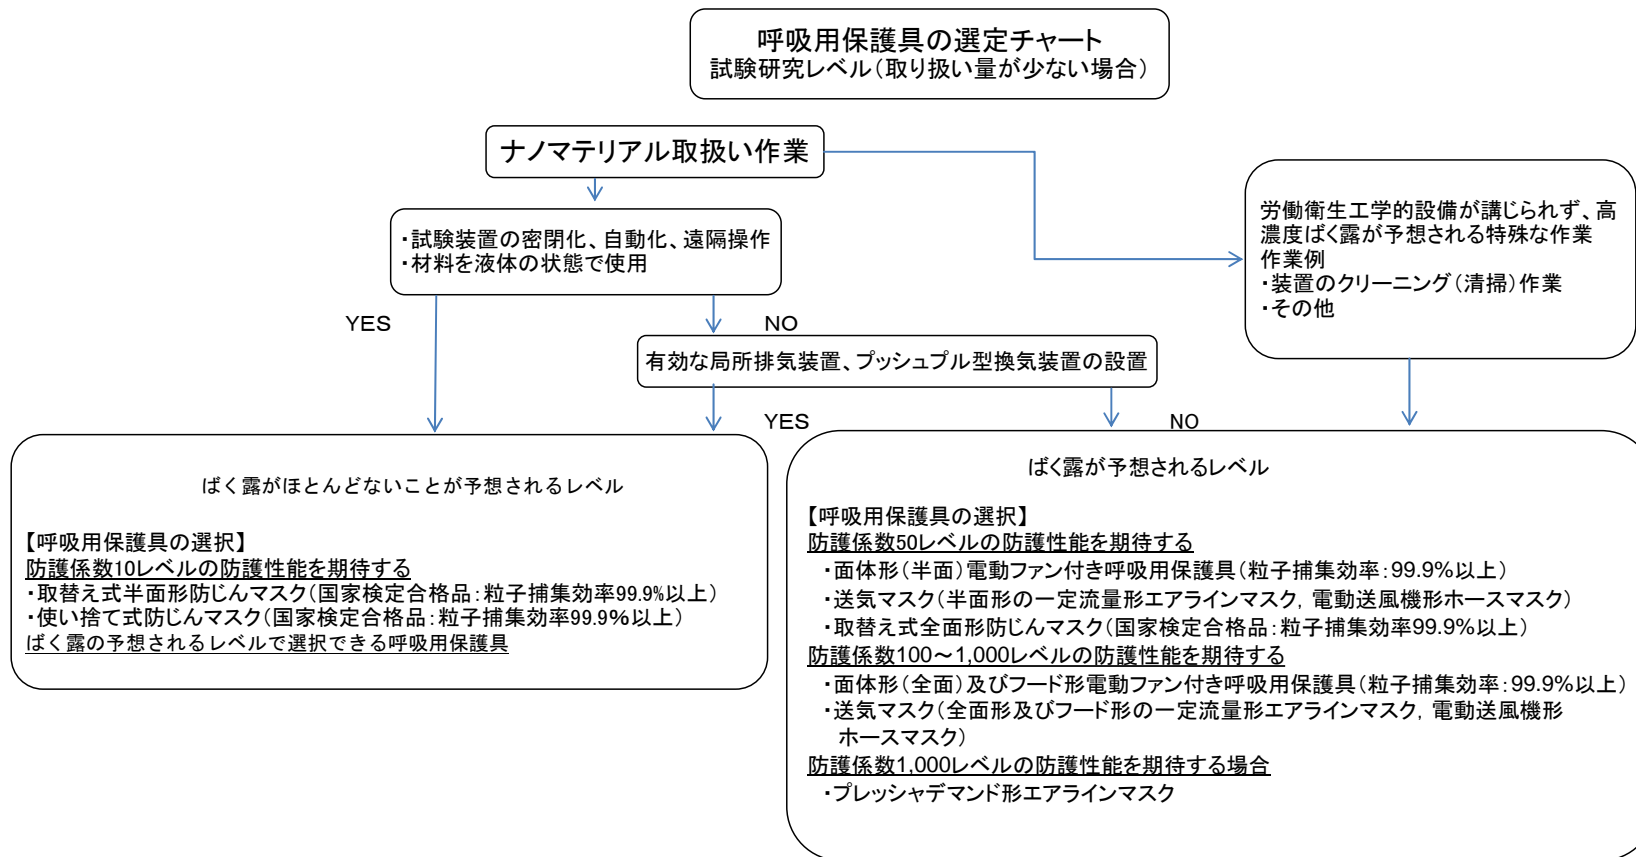 呼吸用保護具の選定チャート
試験研究レベル(取り扱い量が少ない場合)
ナノマテリアル取扱い作業
・試験装置の密閉化、自動化、遠隔操作
・材料を液体の状態で使用
労働衛生工学的設備が講じられず、高
濃度ばく露が予想される特殊な作業
作業例
・装置のクリーニング(清掃)作業
・その他
YES
NO
有効な局所排気装置、プッシュプル型換気装置の設置
YES
NO
ばく露がほとんどないことが予想されるレベル
【呼吸用保護具の選択】
防護係数10レベルの防護性能を期待する
・取替え式半面形防じんマスク(国家検定合格品:粒子捕集効率99.9%以上)
・使い捨て式防じんマスク(国家検定合格品:粒子捕集効率99.9%以上)
ばく露の予想されるレベルで選択できる呼吸用保護具
ばく露が予想されるレベル
【呼吸用保護具の選択】
防護係数50レベルの防護性能を期待する
・面体形(半面)電動ファン付き呼吸用保護具(粒子捕集効率:99.9%以上)
・送気マスク(半面形の一定流量形エアラインマスク, 電動送風機形ホースマスク)
・取替え式全面形防じんマスク(国家検定合格品:粒子捕集効率99.9%以上)
防護係数100~1,000レベルの防護性能を期待する
・面体形(全面)及びフード形電動ファン付き呼吸用保護具(粒子捕集効率:99.9%以上)
・送気マスク(全面形及びフード形の一定流量形エアラインマスク, 電動送風機形
ホースマスク)
防護係数1,000レベルの防護性能を期待する場合
・プレッシャデマンド形エアラインマスク